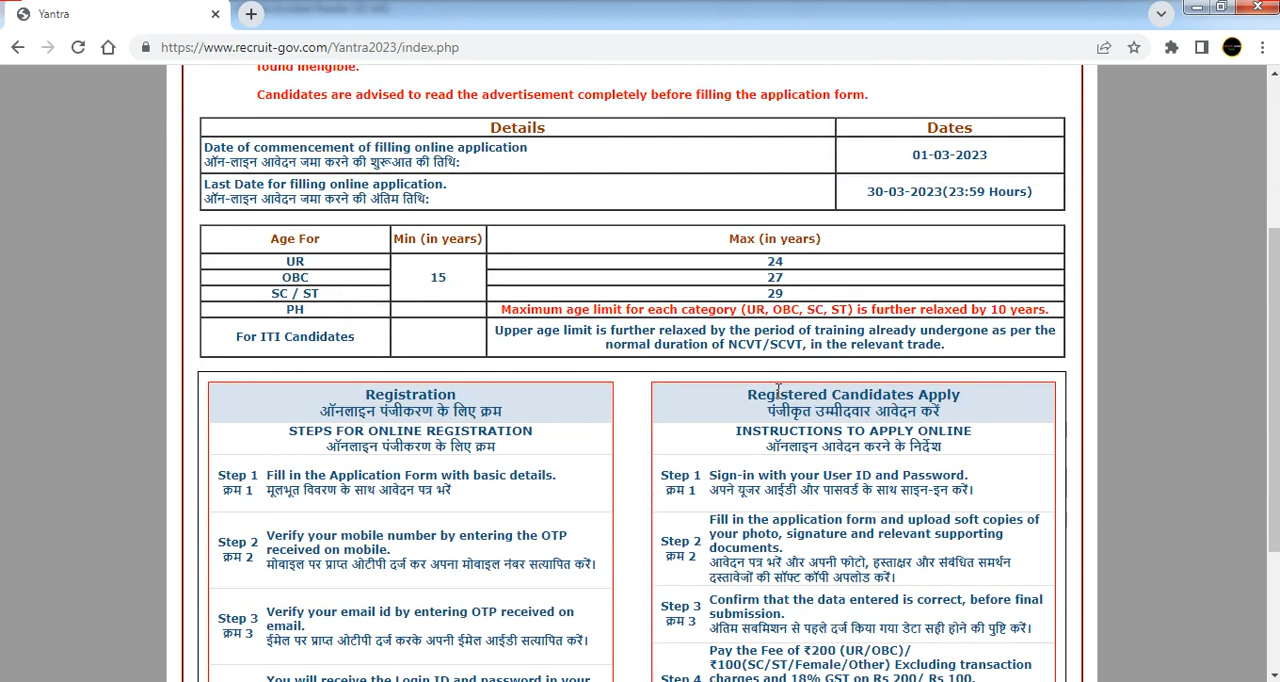 Yantra
https://www.recruit-gov.com/Yantra2023/index.php
found ineligible.
Candidates are advised to read the advertisement completely before filling the application form.
Details
Dates
Date of commencement of filling online application
ऑन-लाइन आवेदन जमा करने की शुरूआत की तिथि:
01-03-2023
Last Date for filling online application.
ऑन-लाइन आवेदन जमा करने की अंतिम तिथि:
30-03-2023(23:59 Hours)
Age For
Min (in years)
Max (in years)
UR
24
OBC
15
27
SC / ST
29
PH
Maximum age limit for each category (UR, OBC, SC, ST) is further relaxed by 10 years.
For ITI Candidates
Upper age limit is further relaxed by the period of training already undergone as per the
normal duration of NCVT/SCVT, in the relevant trade.
Registration
ऑनलाइन पंजीकरण के लिए क्रम
STEPS FOR ONLINE REGISTRATION
ऑनलाइन पंजीकरण के लिए क्रम
Step 1
क्रम 1
Fill in the Application Form with basic details.
मूलभूत विवरण के साथ आवेदन पत्र भरें
Step 2
क्रम 2
Verify your mobile number by entering the OTP
received on mobile.
मोबाइल पर प्राप्त ओटीपी दर्ज कर अपना मोबाइल नंबर सत्यापित करें।
Step 3
क्रम 3
Verify your email id by entering OTP received on
email.
ईमेल पर प्राप्त ओटीपी दर्ज करके अपनी ईमेल आईडी सत्यापित करें।
You will receive the Login ID and password in your
Registered Candidates Apply
पंजीकृत उम्मीदवार आवेदन करें
INSTRUCTIONS TO APPLY ONLINE
ऑनलाइन आवेदन करने के निर्देश
Step 1
क्रम 1
Sign-in with your User ID and Password.
अपने यूजर आईडी और पासवर्ड के साथ साइन-इन करें।
Step 2
क्रम 2
Fill in the application form and upload soft copies of
your photo, signature and relevant supporting
documents.
आवेदन पत्र भरें और अपनी फोटो, हस्ताक्षर और संबंधित समर्थन
दस्तावेजों की सॉफ्ट कॉपी अपलोड करें।
Step 3
क्रम 3
Confirm that the data entered is correct, before final
submission.
अंतिम सबमिशन से पहले दर्ज किया गया डेटा सही होने की पुष्टि करें।
Step 4
Pay the Fee of ₹200 (UR/OBC)/
₹100(SC/ST/Female/Other) Excluding transaction
charges and 18% GST on Rs 200/ Rs 100.